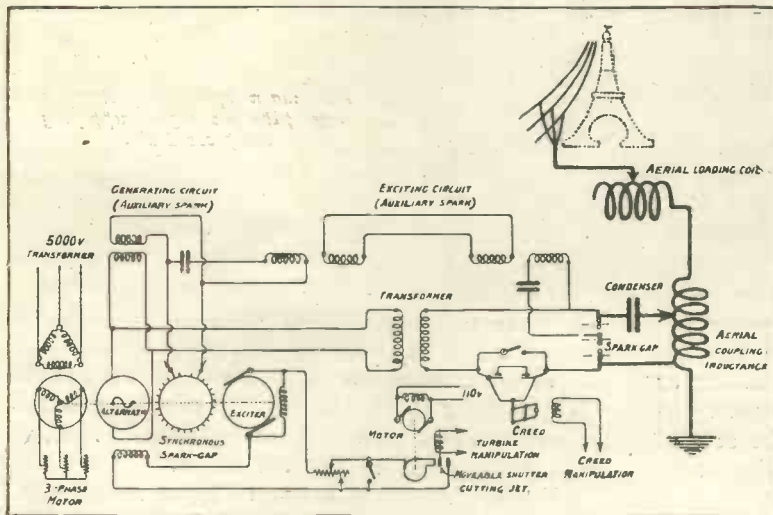 AERIAL LOADING COIL
GENERATING CIRCUIT
(AUXILIARY SPARK)
EXCITING CIRCUIT
(AUXILIARY SPARK)
5000V
TRANSFORMER
TRANSFORMER
CONDENSER
SPARK GAP
AERIAL
COUPLING
INDUCTANCE
ALTERNATR
EXCITER
SYNCHRONOUS
SPARK-GAP
3-PHASE
MOTOR
110V
MOTOR
CREED
TURBINE
MANIPULATION
MOVEABLE SHUTTER
CUTTING JET.
CREED
MANIPULATION